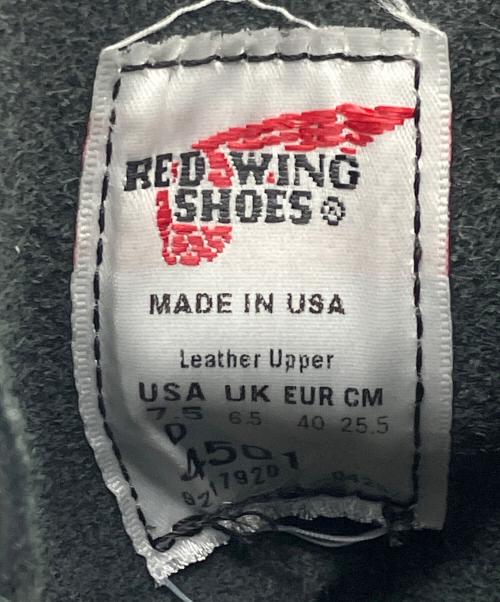 RED WING
SHOES ®
MADE IN USA
Leather Upper
USA UK EUR CM
7.5 6.5 40 25.5
D
4501